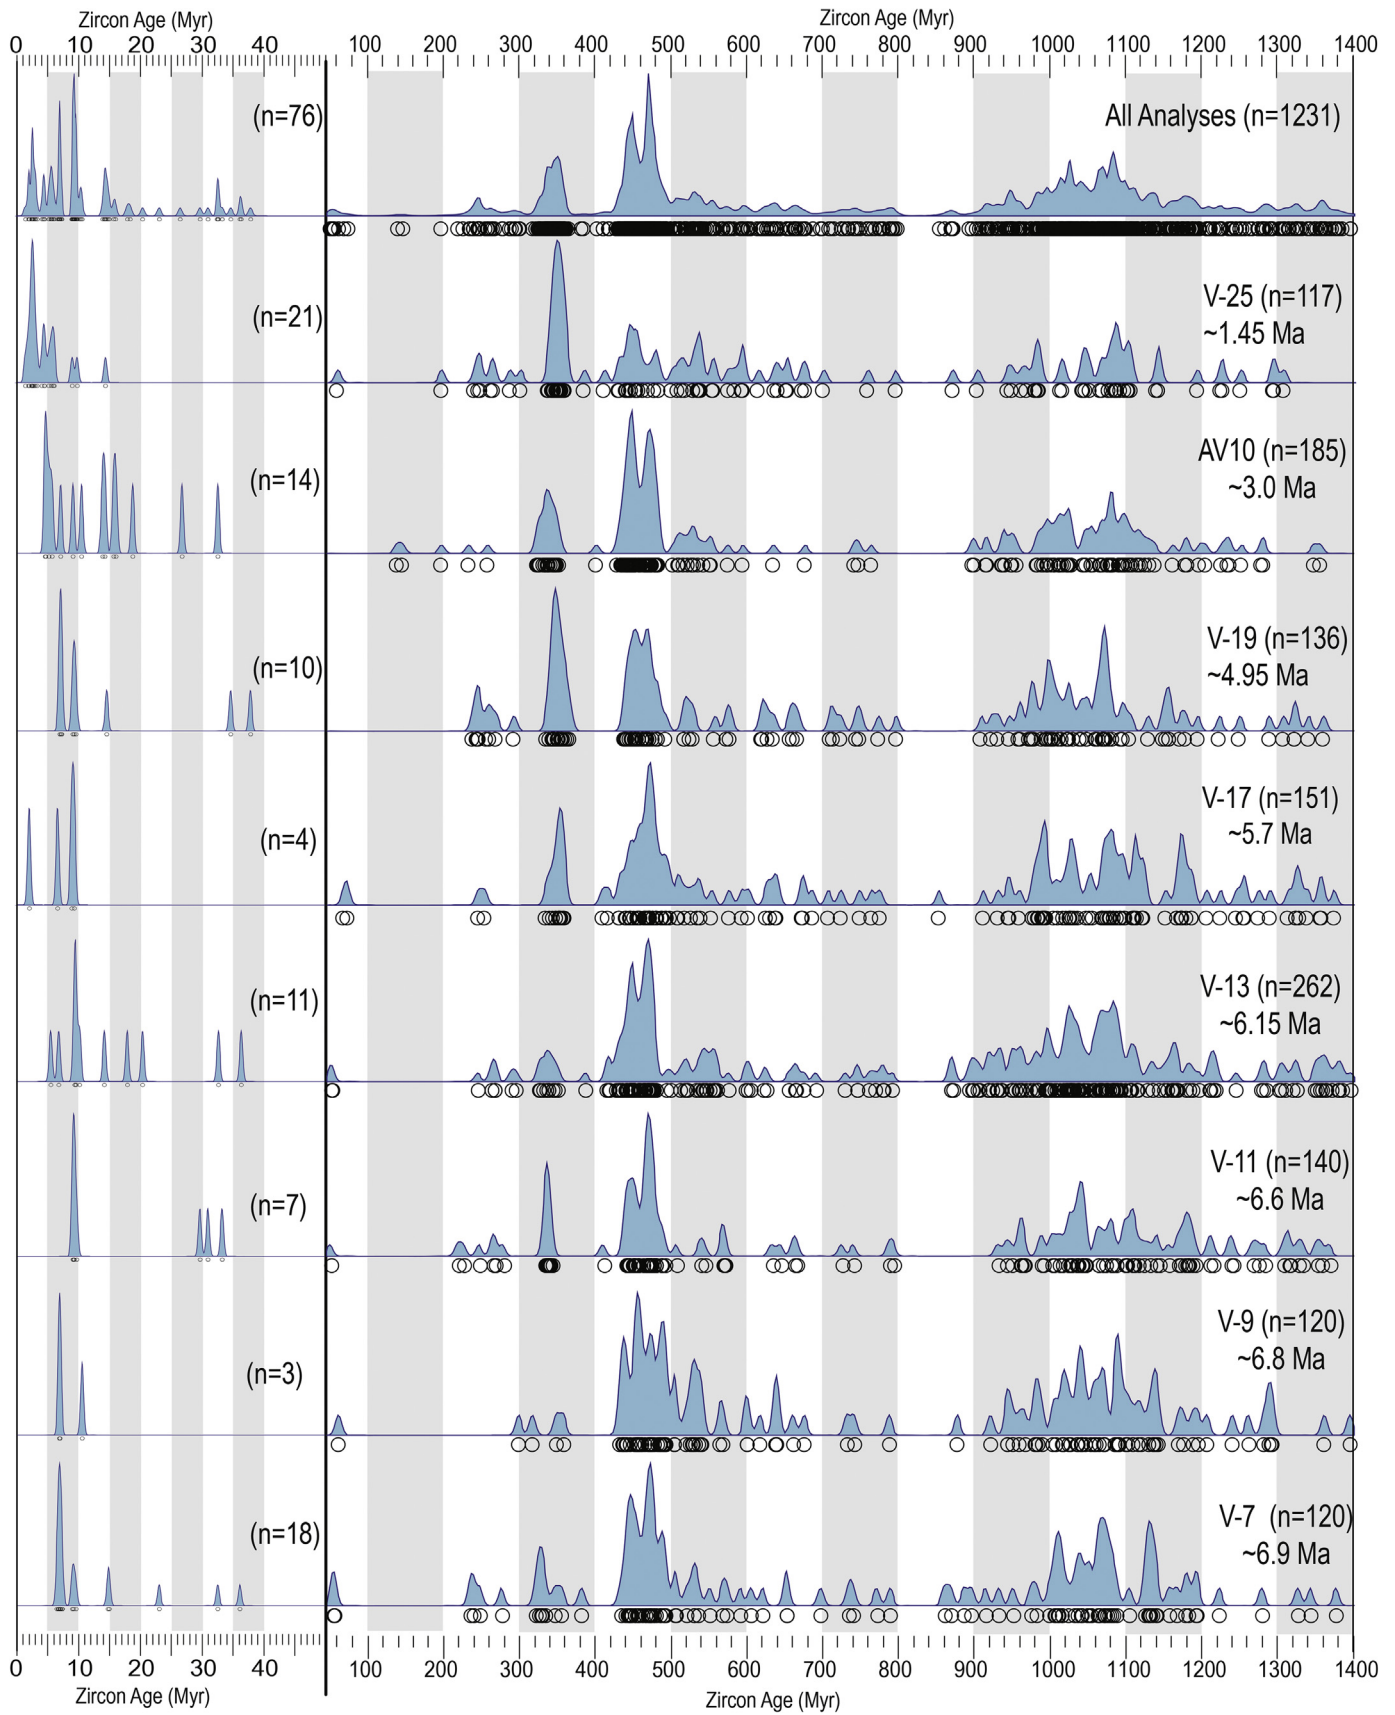 Zircon Age (Myr) Zircon Age (Myr)
0 10 20 30 40 100 200 300 400 500 600 700 800 900 1000 1100 1200 1300 1400
(n=76) All Analyses (n=1231)
(n=21) V-25 (n=117)
~1.45 Ma
(n=14) AV10 (n=185)
~3.0 Ma
(n=10) V-19 (n=136)
~4.95 Ma
(n=4) V-17 (n=151)
~5.7 Ma
(n=11) V-13 (n=262)
~6.15 Ma
(n=7) V-11 (n=140)
~6.6 Ma
(n=3) V-9 (n=120)
~6.8 Ma
(n=18) V-7 (n=120)
~6.9 Ma
0 10 20 30 40 100 200 300 400 500 600 700 800 900 1000 1100 1200 1300 1400
Zircon Age (Myr) Zircon Age (Myr)